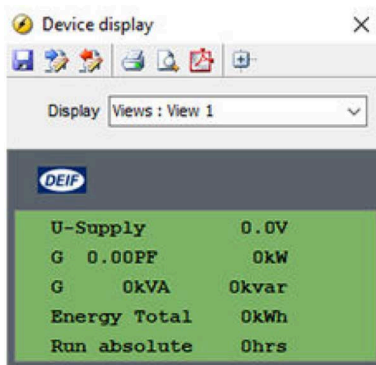 Device display
Display Views : View 1
DEIF
U-Supply 0.0V
G 0.00PF 0kW
G 0kVA 0kvar
Energy Total 0kWh
Run absolute 0hrs